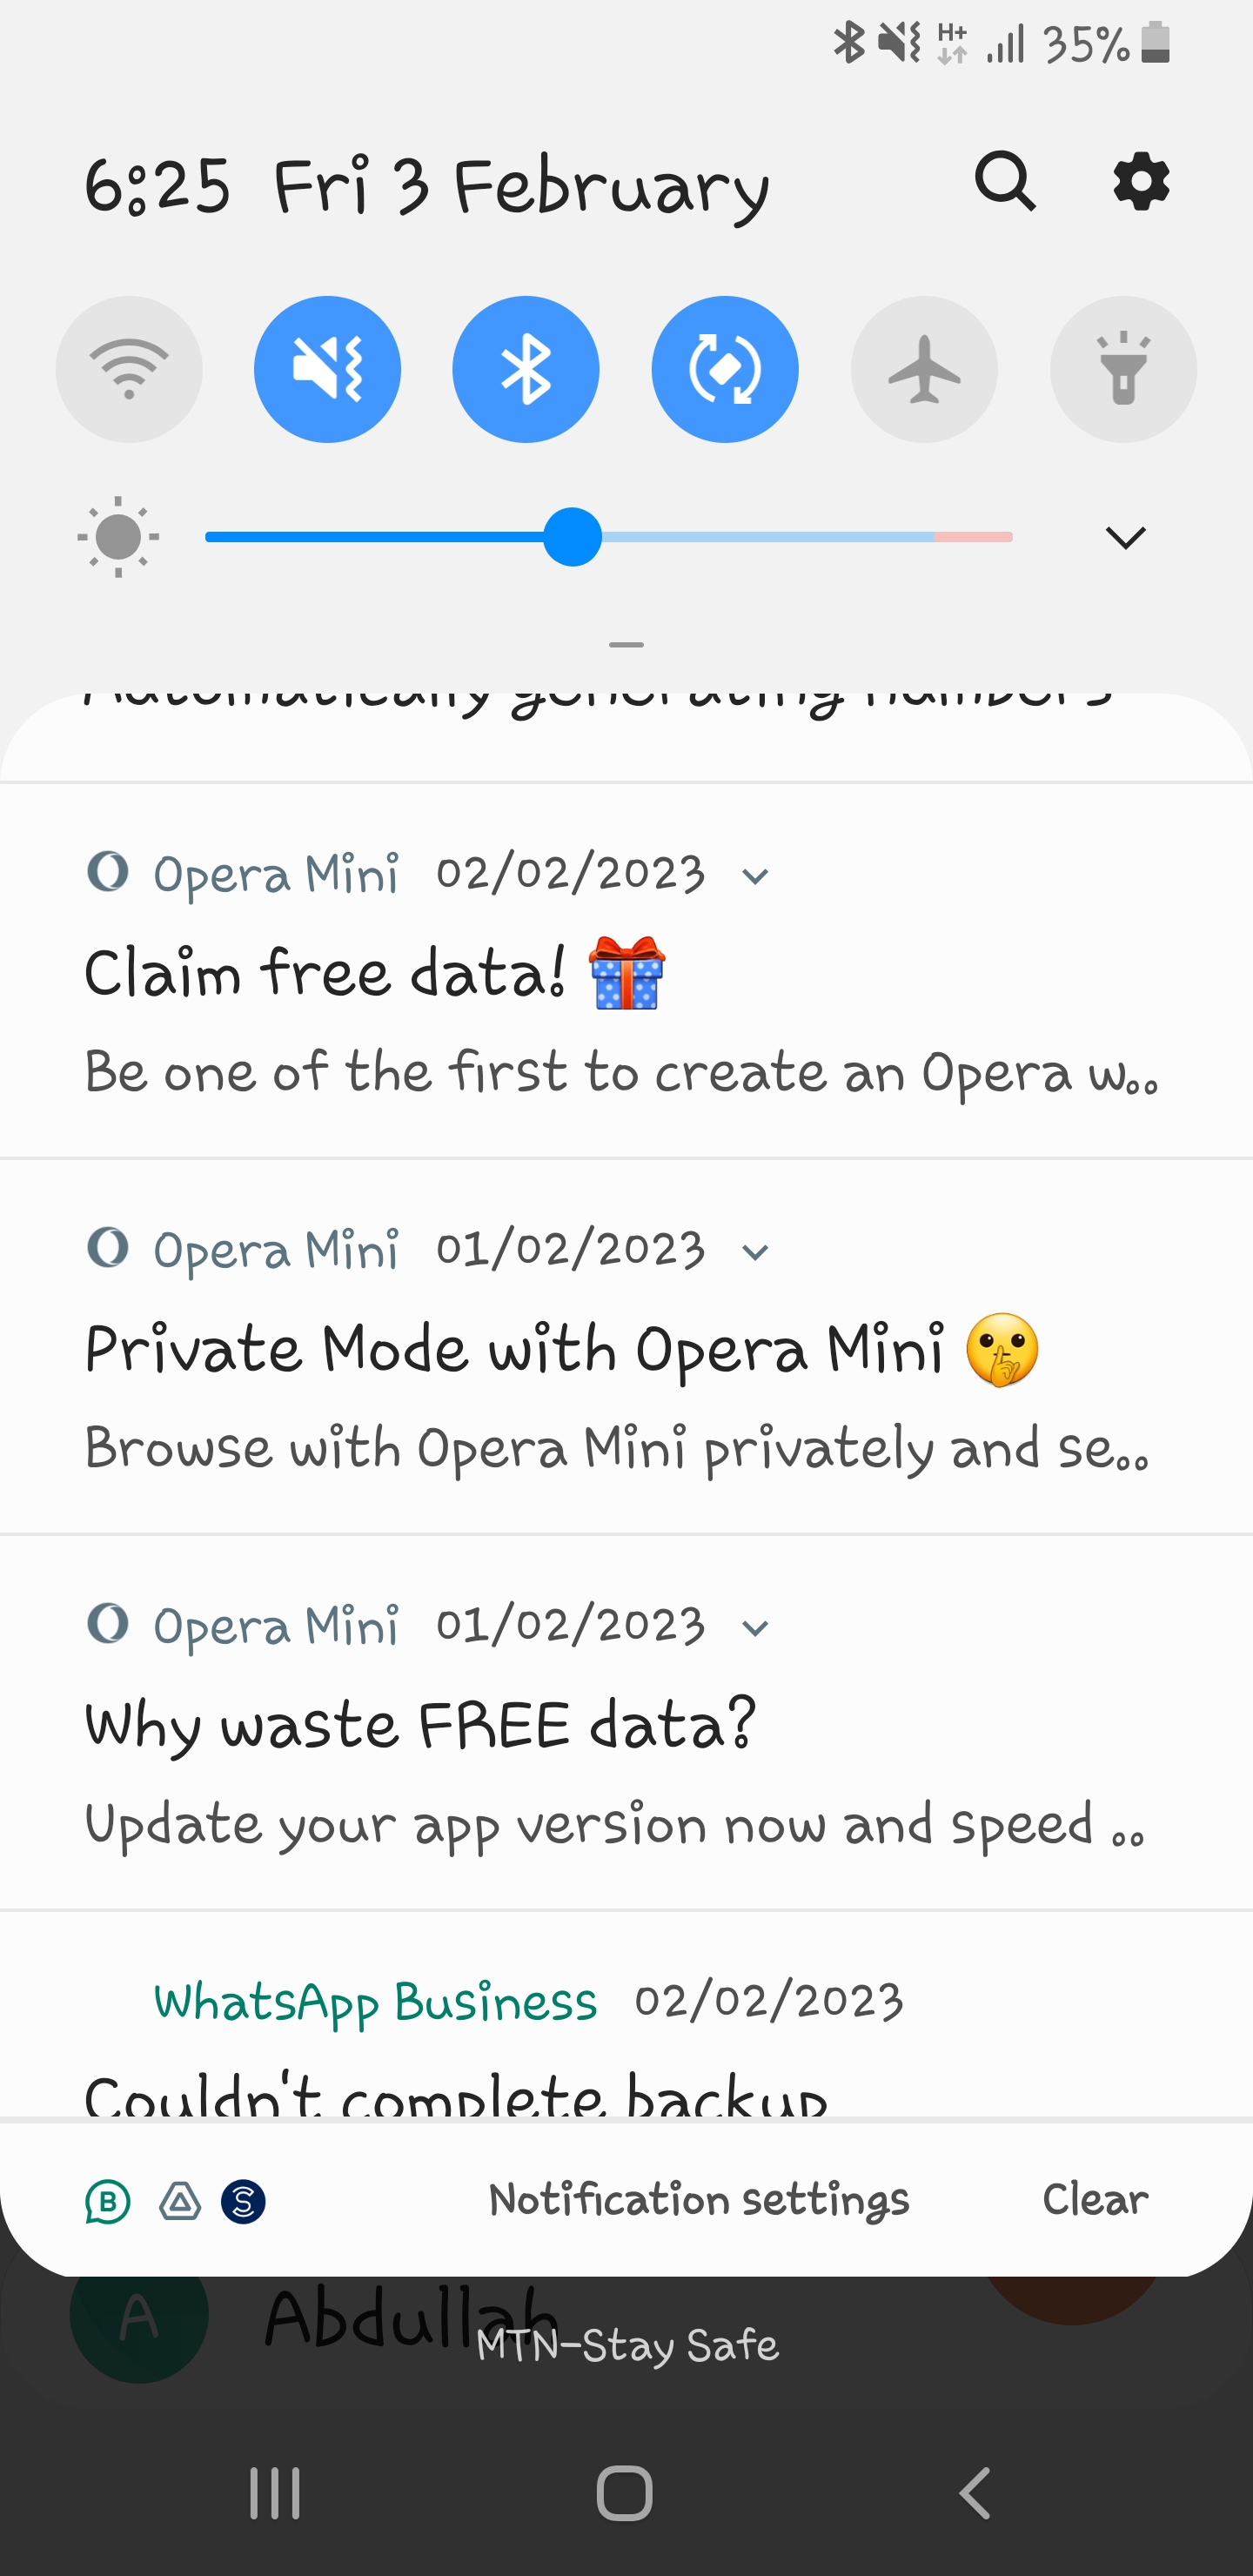 H+ 35%
6:25 Fri 3 February
Automatically generating numbers
Opera Mini 02/02/2023
Claim free data! 🎁
Be one of the first to create an Opera w..
Opera Mini 01/02/2023
Private Mode with Opera Mini 🤫
Browse with Opera Mini privately and se..
Opera Mini 01/02/2023
Why waste FREE data?
Update your app version now and speed ..
WhatsApp Business 02/02/2023
Couldn't complete backup
B S Notification settings Clear
A Abdullah
MTN-Stay Safe